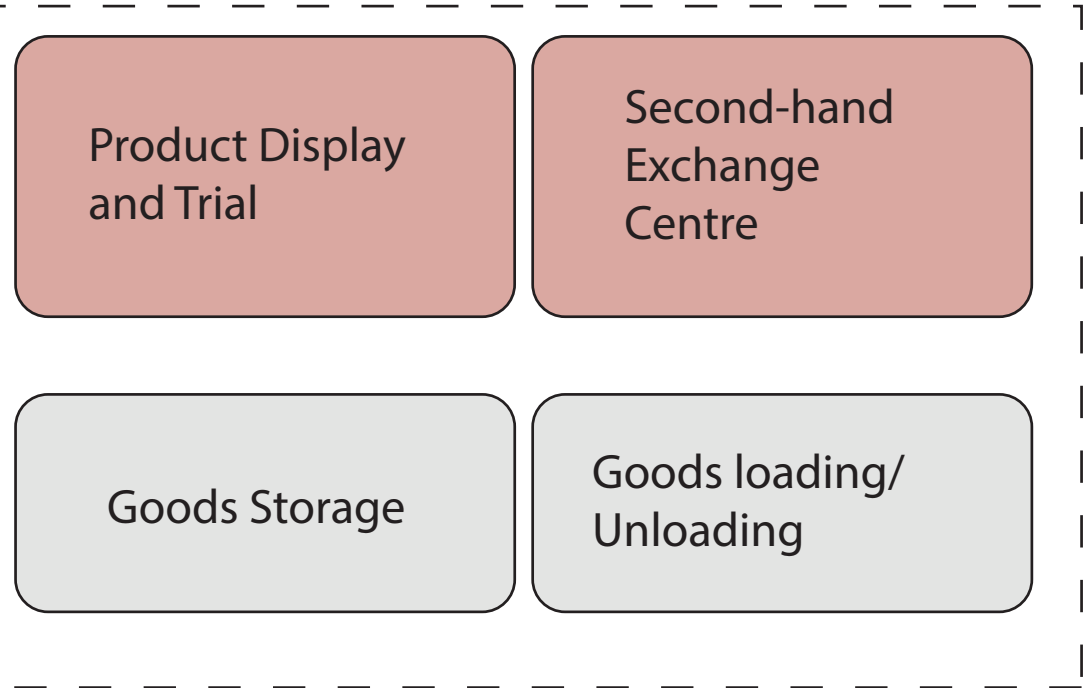 Product Display
and Trial
Second-hand
Exchange
Centre
Goods Storage
Goods loading/
Unloading